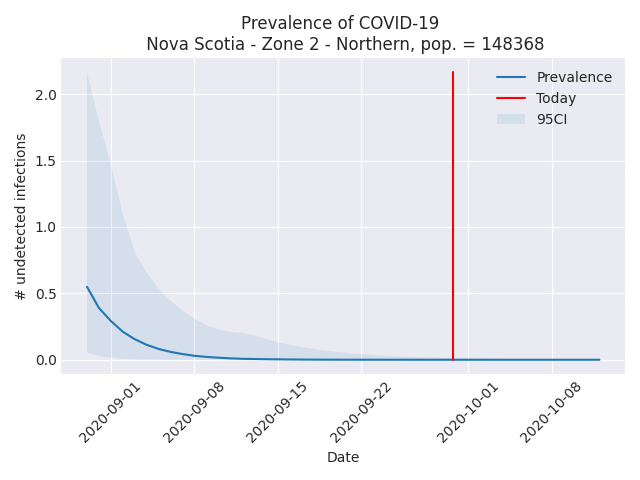 Prevalence of COVID-19
Nova Scotia - Zone 2 - Northern, pop. = 148368
Prevalence
Today
95CI
# undetected infections
2.0
1.5
1.0
0.5
0.0
2020-09-01
2020-09-08
2020-09-15
2020-09-22
2020-10-01
2020-10-08
Date